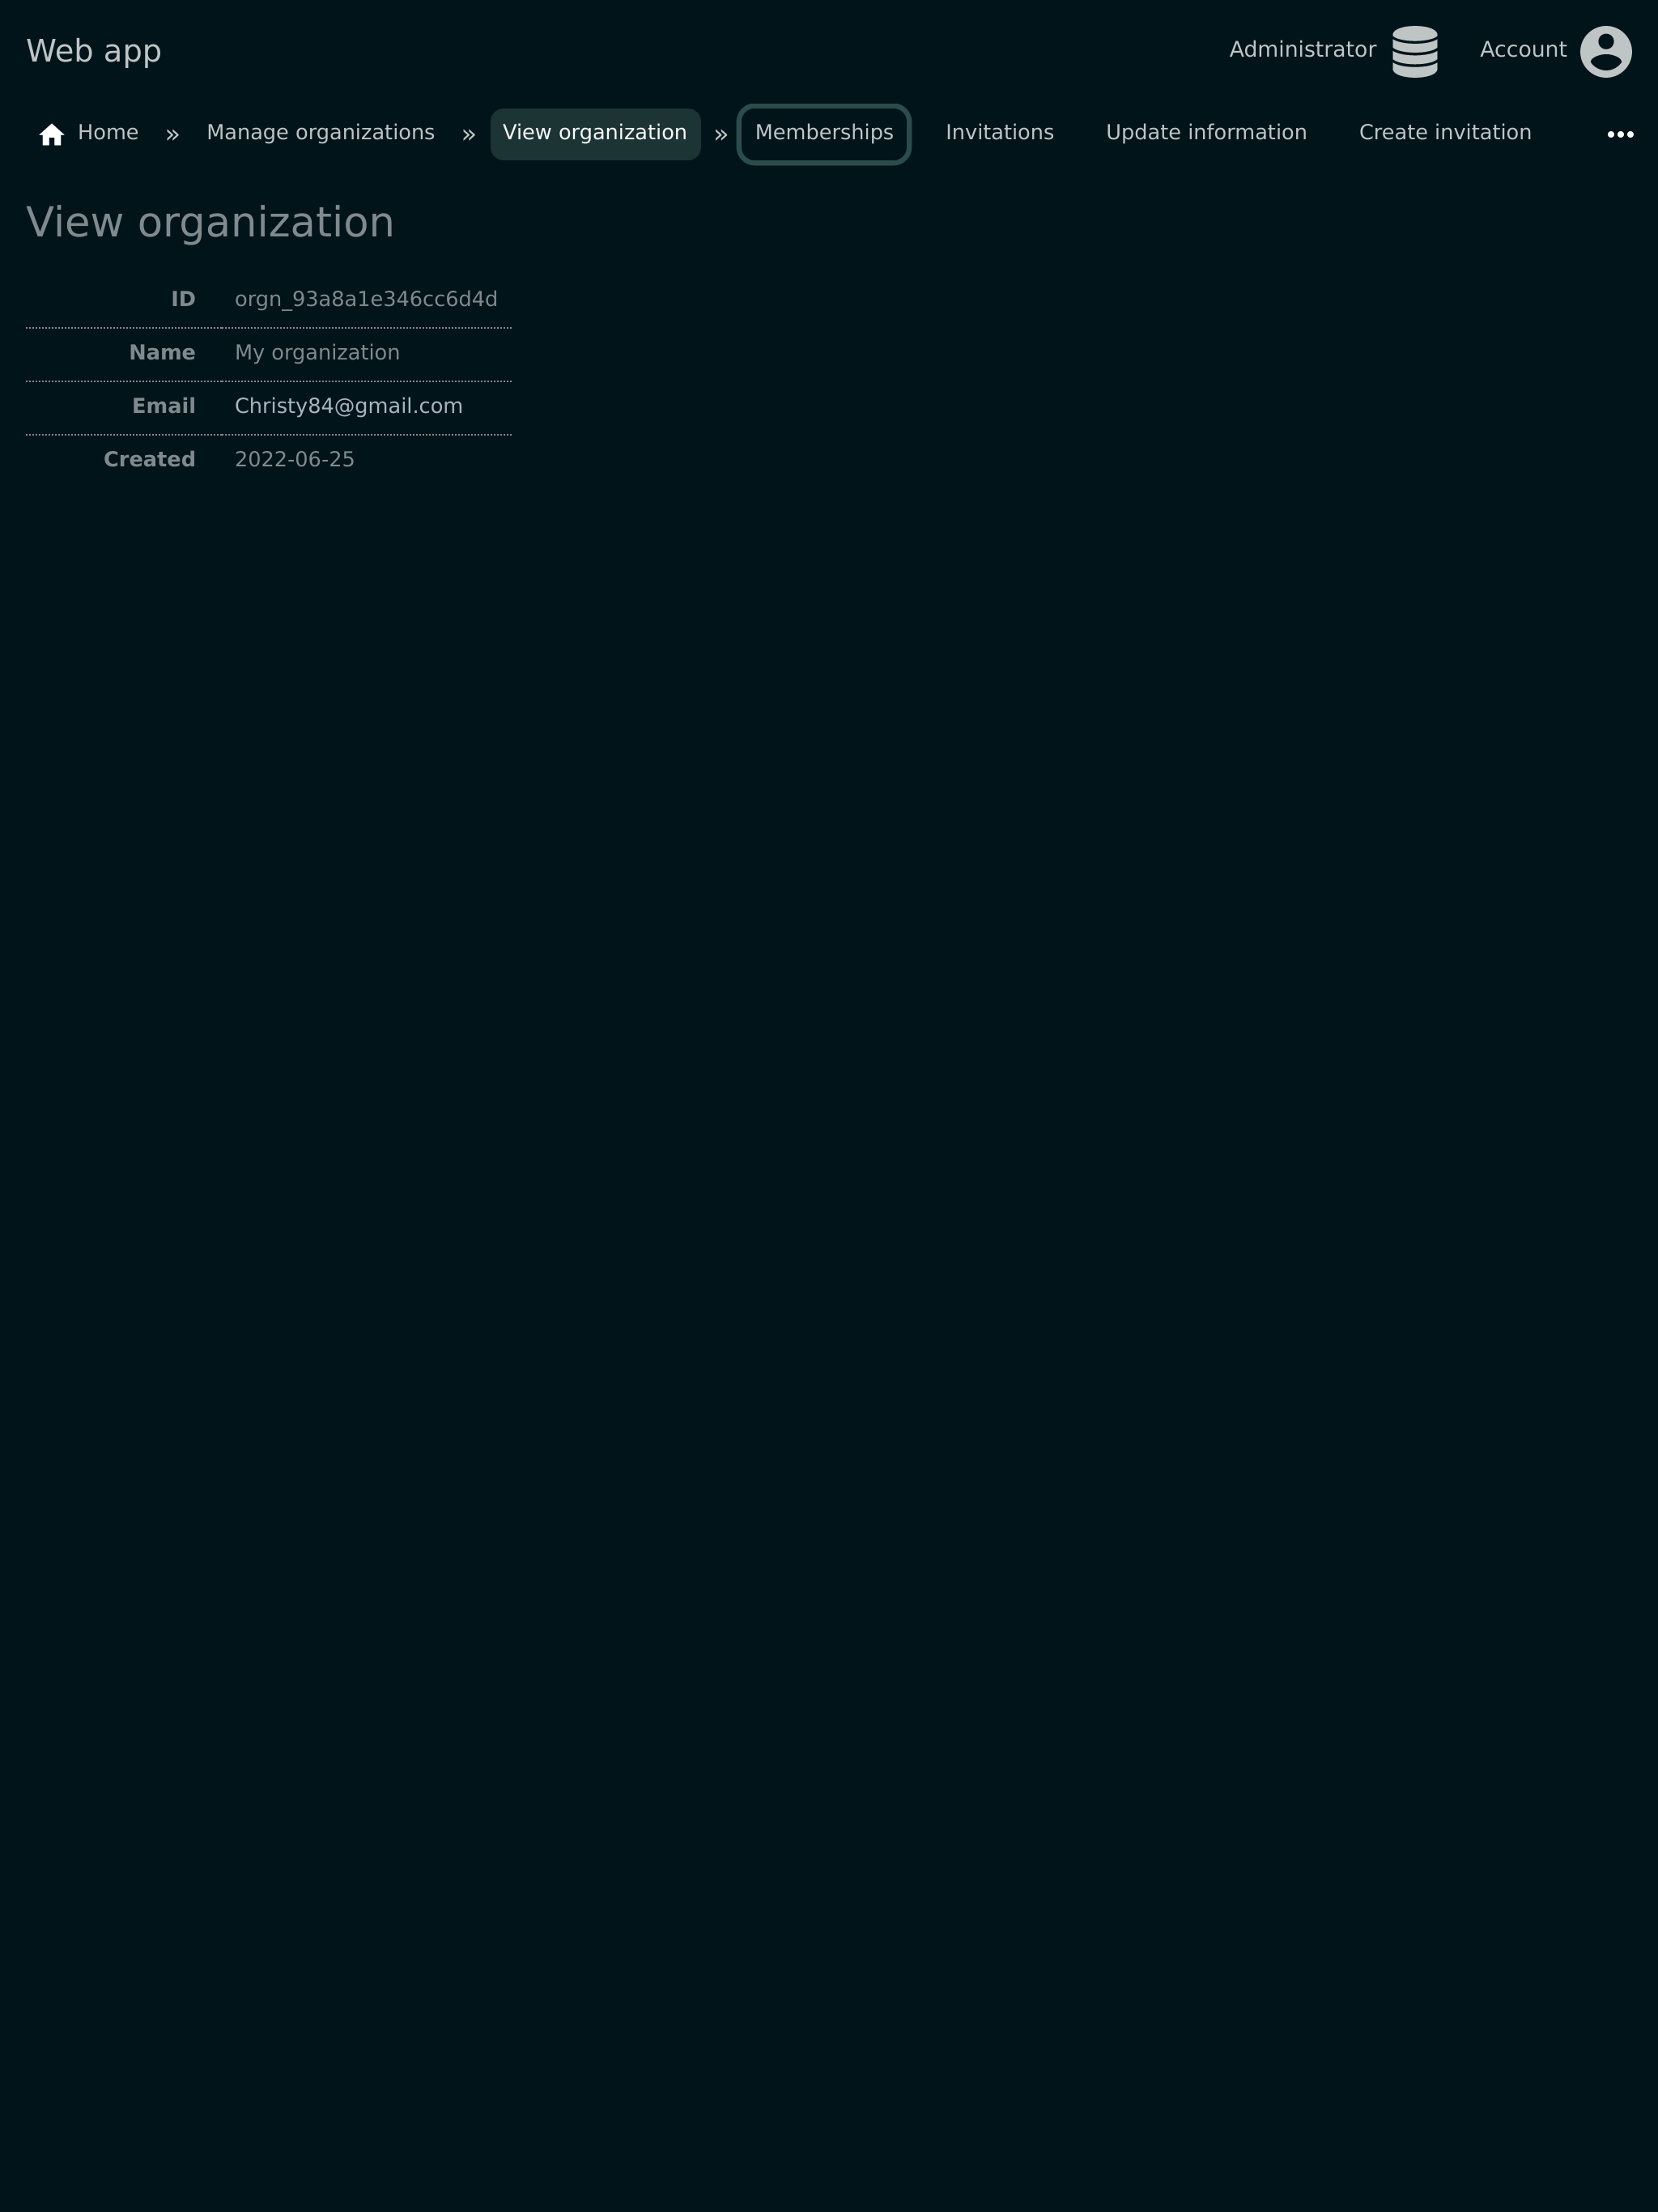 Web app
Administrator
Account
Home » Manage organizations » View organization » Memberships Invitations Update information Create invitation •••
View organization
ID orgn_93a8a1e346cc6d4d
Name My organization
Email Christy84@gmail.com
Created 2022-06-25